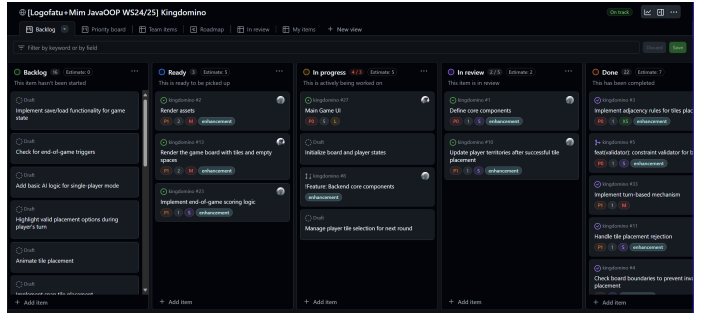 [Logofatu+Mim JavaOOP WS24/25] Kingdomino
On track
Backlog
Priority board
Team items
Roadmap
In review
My items
+ New view
Filter by keyword or by field
Discard
Save
Backlog 16 Estimate: 0
This item hasn't been started
Draft
Implement save/load functionality for game
state
Draft
Check for end-of-game triggers
Draft
Add basic AI logic for single-player mode
Draft
Highlight valid placement options during
player's turn
Draft
Animate tile placement
Draft
+ Add item
Ready 3 Estimate: 5
This is ready to be picked up
kingdomino #2
Render assets
P1 2 M enhancement
kingdomino #13
Render the game board with tiles and empty
spaces
P1 2 M enhancement
kingdomino #23
Implement end-of-game scoring logic
P1 1 S enhancement
+ Add item
In progress 4 / 3 Estimate: 5
This is actively being worked on
kingdomino #27
Main Game UI
P0 5 L
Draft
Initialize board and player states
kingdomino #8
!Feature: Backend core components
enhancement
Draft
Manage player tile selection for next round
+ Add item
In review 2 / 5 Estimate: 2
This item is in review
kingdomino #1
Define core components
P0 1 S enhancement
kingdomino #10
Update player territories after successful tile
placement
P1 1 S enhancement
+ Add item
Done 22 Estimate: 7
This has been completed
kingdomino #3
Implement adjacency rules for tiles plac
P0 1 XS enhancement
kingdomino #5
feat(validator): constraint validator for b
P0 1 S enhancement
kingdomino #33
Implement turn-based mechanism
P1 1 M
kingdomino #11
Handle tile placement rejection
P1 1 S enhancement
kingdomino #4
Check board boundaries to prevent inv
placement
+ Add item